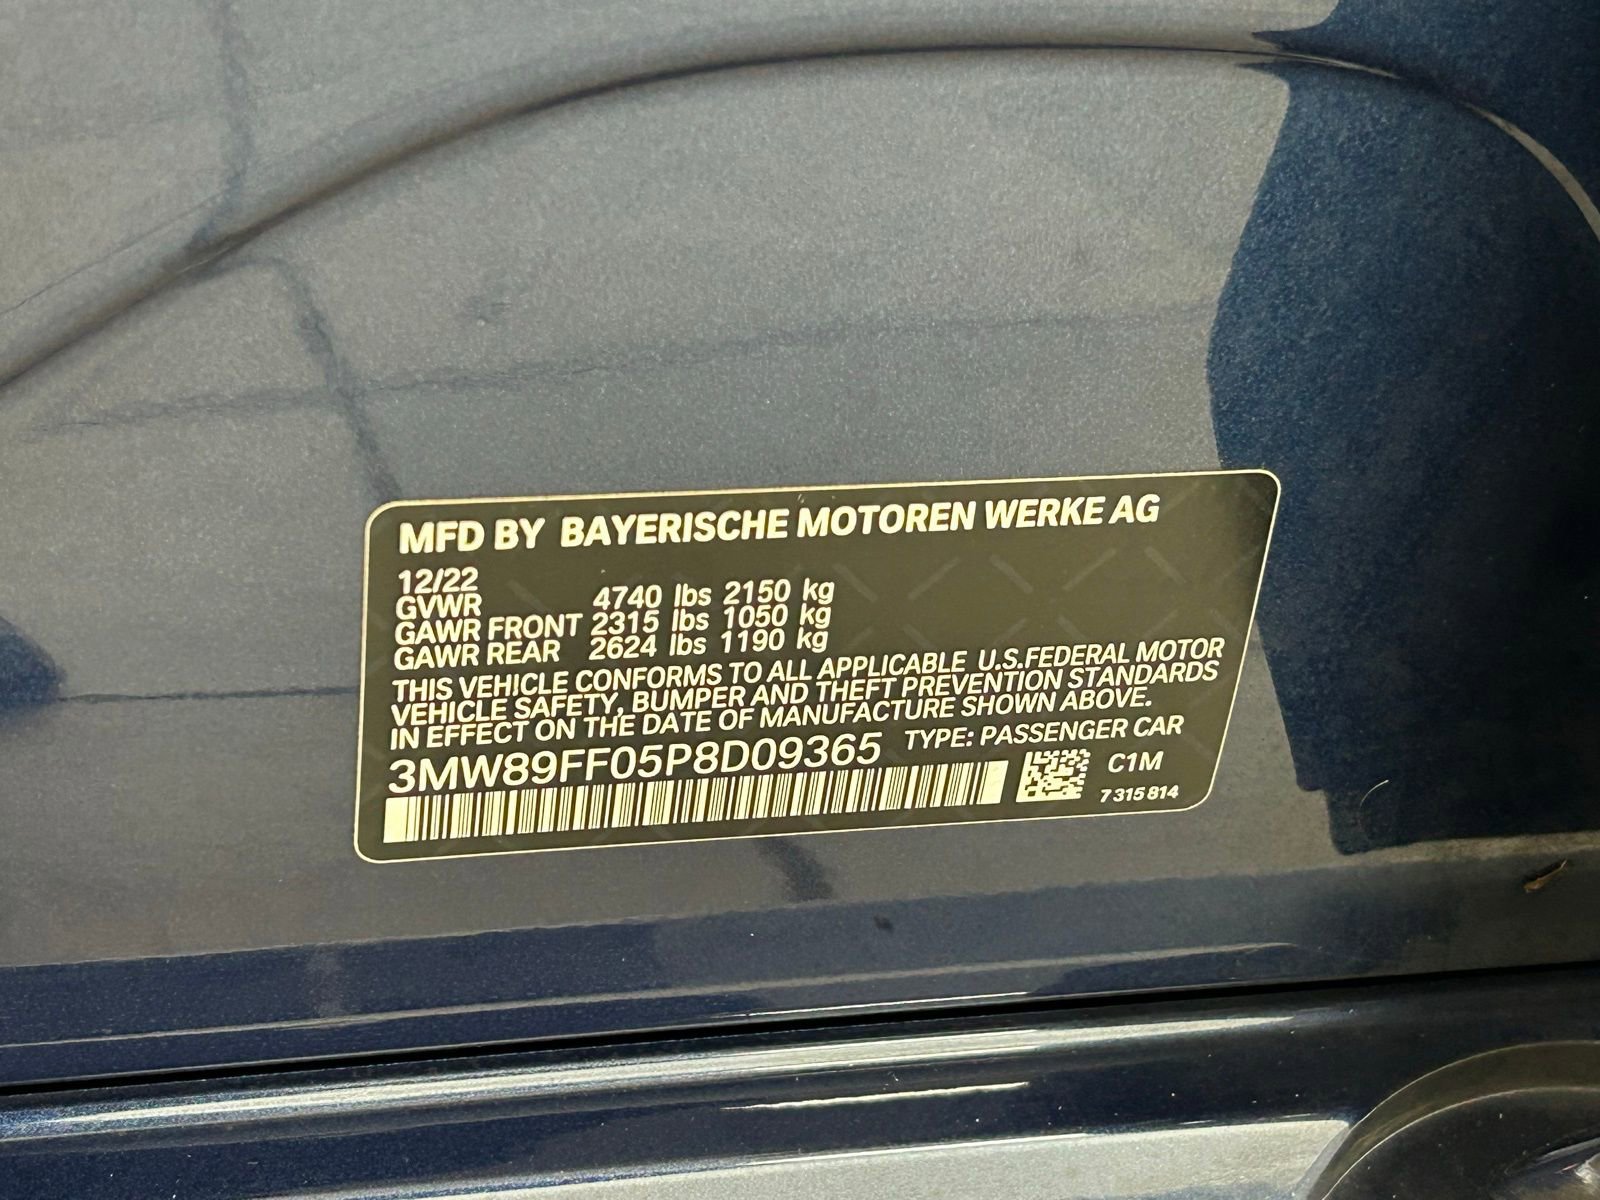 MFD BY BAYERISCHE MOTOREN WERKE AG
12/22
GVWR 4740 lbs 2150 kg
GAWR FRONT 2315 lbs 1050 kg
GAWR REAR 2624 lbs 1190 kg
THIS VEHICLE CONFORMS TO ALL APPLICABLE U.S.FEDERAL MOTOR
VEHICLE SAFETY, BUMPER AND THEFT PREVENTION STANDARDS
IN EFFECT ON THE DATE OF MANUFACTURE SHOWN ABOVE.
3MW89FF05P8D09365 TYPE: PASSENGER CAR
C1M
7 315 814